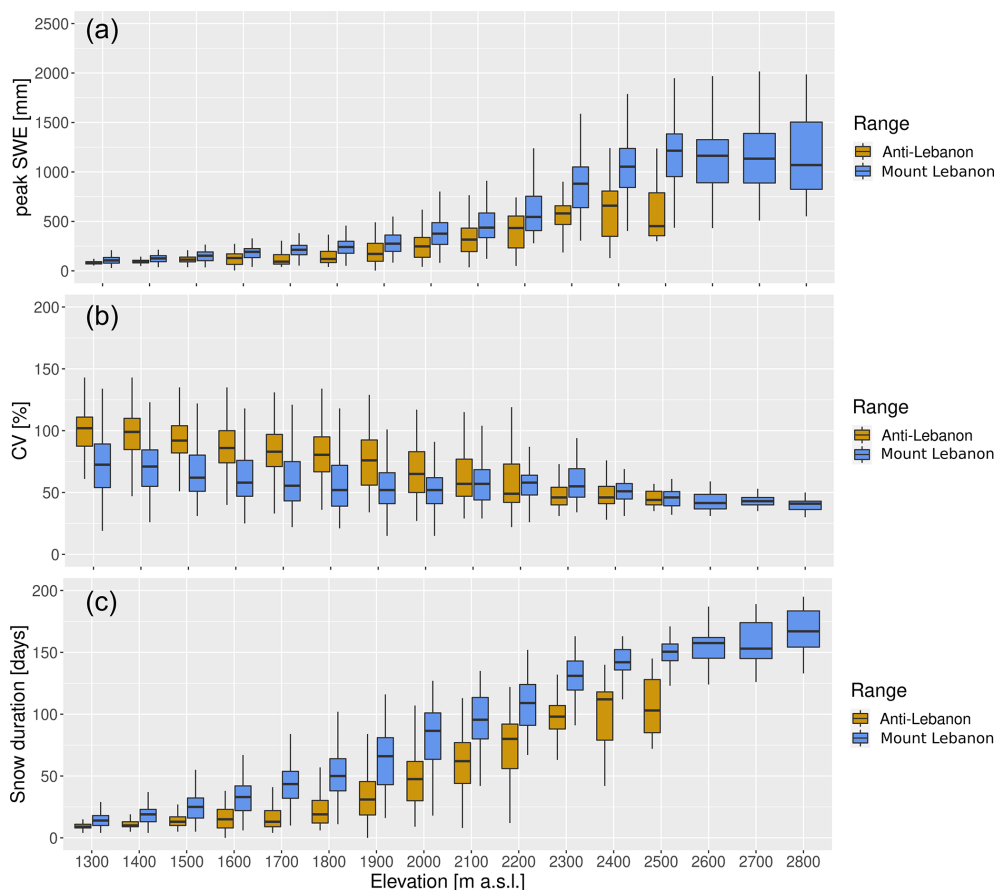 (a)
2500
2000
1500
1000
500
0
peak SWE [mm]
Range
Anti-Lebanon
Mount Lebanon
(b)
200
150
100
50
0
CV [%]
Range
Anti-Lebanon
Mount Lebanon
(c)
200
150
100
50
0
Snow duration [days]
Range
Anti-Lebanon
Mount Lebanon
1300 1400 1500 1600 1700 1800 1900 2000 2100 2200 2300 2400 2500 2600 2700 2800
Elevation [m a.s.l.]